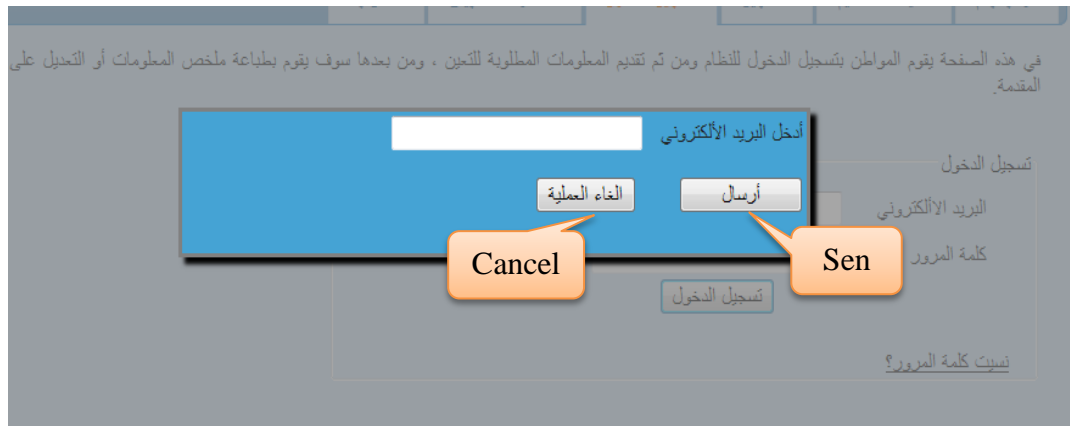 في هذه الصفحة يقوم المواطن بتسجيل الدخول للنظام ومن ثم تقديم المعلومات المطلوبة للتعين ، ومن بعدها سوف يقوم بطباعة ملخص المعلومات أو التعديل على
المقدمة.
أدخل البريد الألكتروني
أرسال
الغاء العملية
Cancel
Sen
تسجيل الدخول
البريد الاألكتروني
كلمة المرور
تسجيل الدخول
نسيت كلمة المرور؟